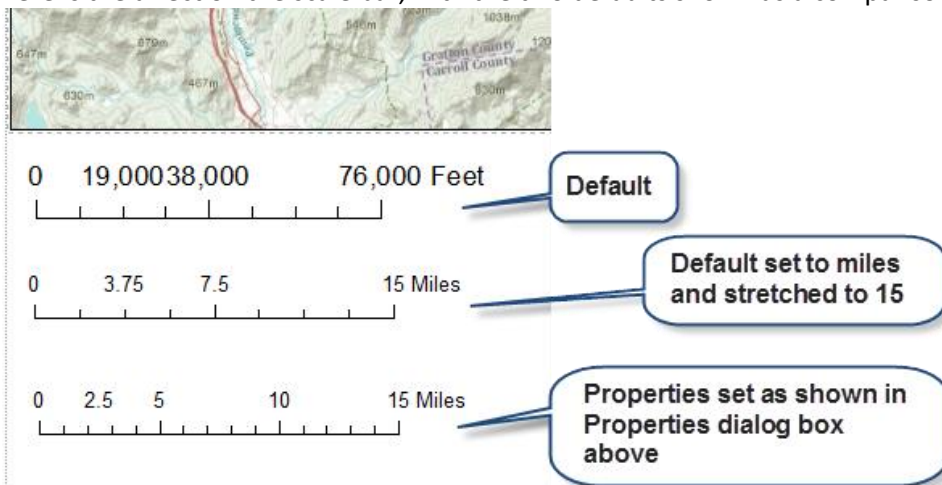 1038m
546m
647m
679m
Gratton County
Carroll County
467m
630m
830m
0 19,000 38,000 76,000 Feet
Default
0 3.75 7.5 15 Miles
Default set to miles
and stretched to 15
0 2.5 5 10 15 Miles
Properties set as shown in
Properties dialog box
above